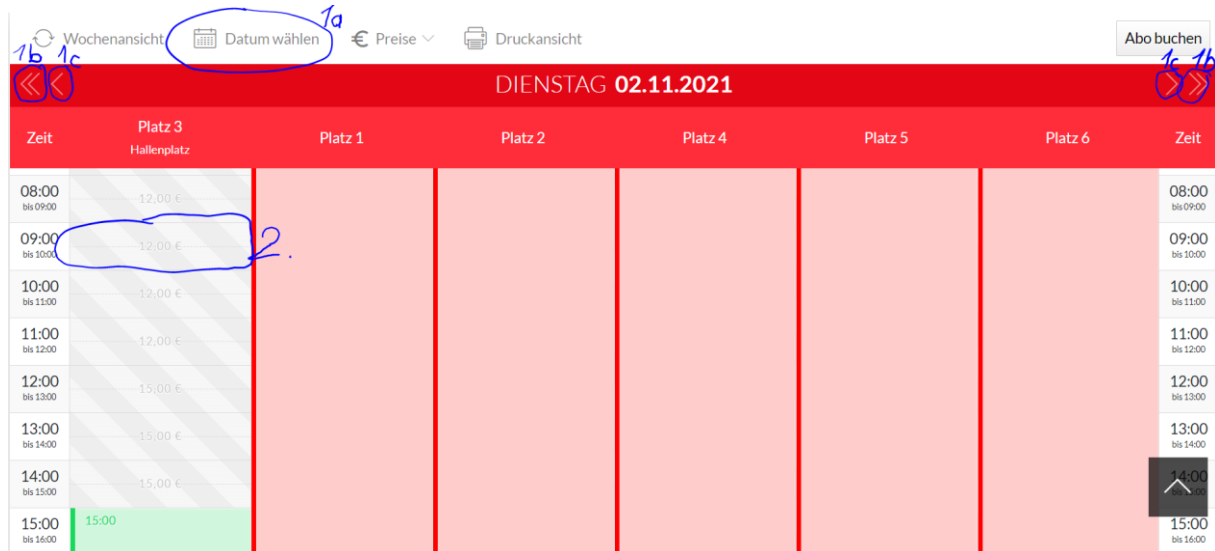 1a
Wochenansicht Datum wählen € Preise Druckansicht Abo buchen
1b 1c 1c 1b
DIENSTAG 02.11.2021
Zeit Platz 3 Platz 1 Platz 2 Platz 4 Platz 5 Platz 6 Zeit
Hallenplatz
08:00 12,00 € 08:00
bis 09:00 bis 09:00
09:00 12,00 € 2. 09:00
bis 10:00 bis 10:00
10:00 12,00 € 10:00
bis 11:00 bis 11:00
11:00 12,00 € 11:00
bis 12:00 bis 12:00
12:00 15,00 € 12:00
bis 13:00 bis 13:00
13:00 15,00 € 13:00
bis 14:00 bis 14:00
14:00 15,00 € 14:00
bis 15:00
15:00 15:00 15:00
bis 16:00 bis 16:00